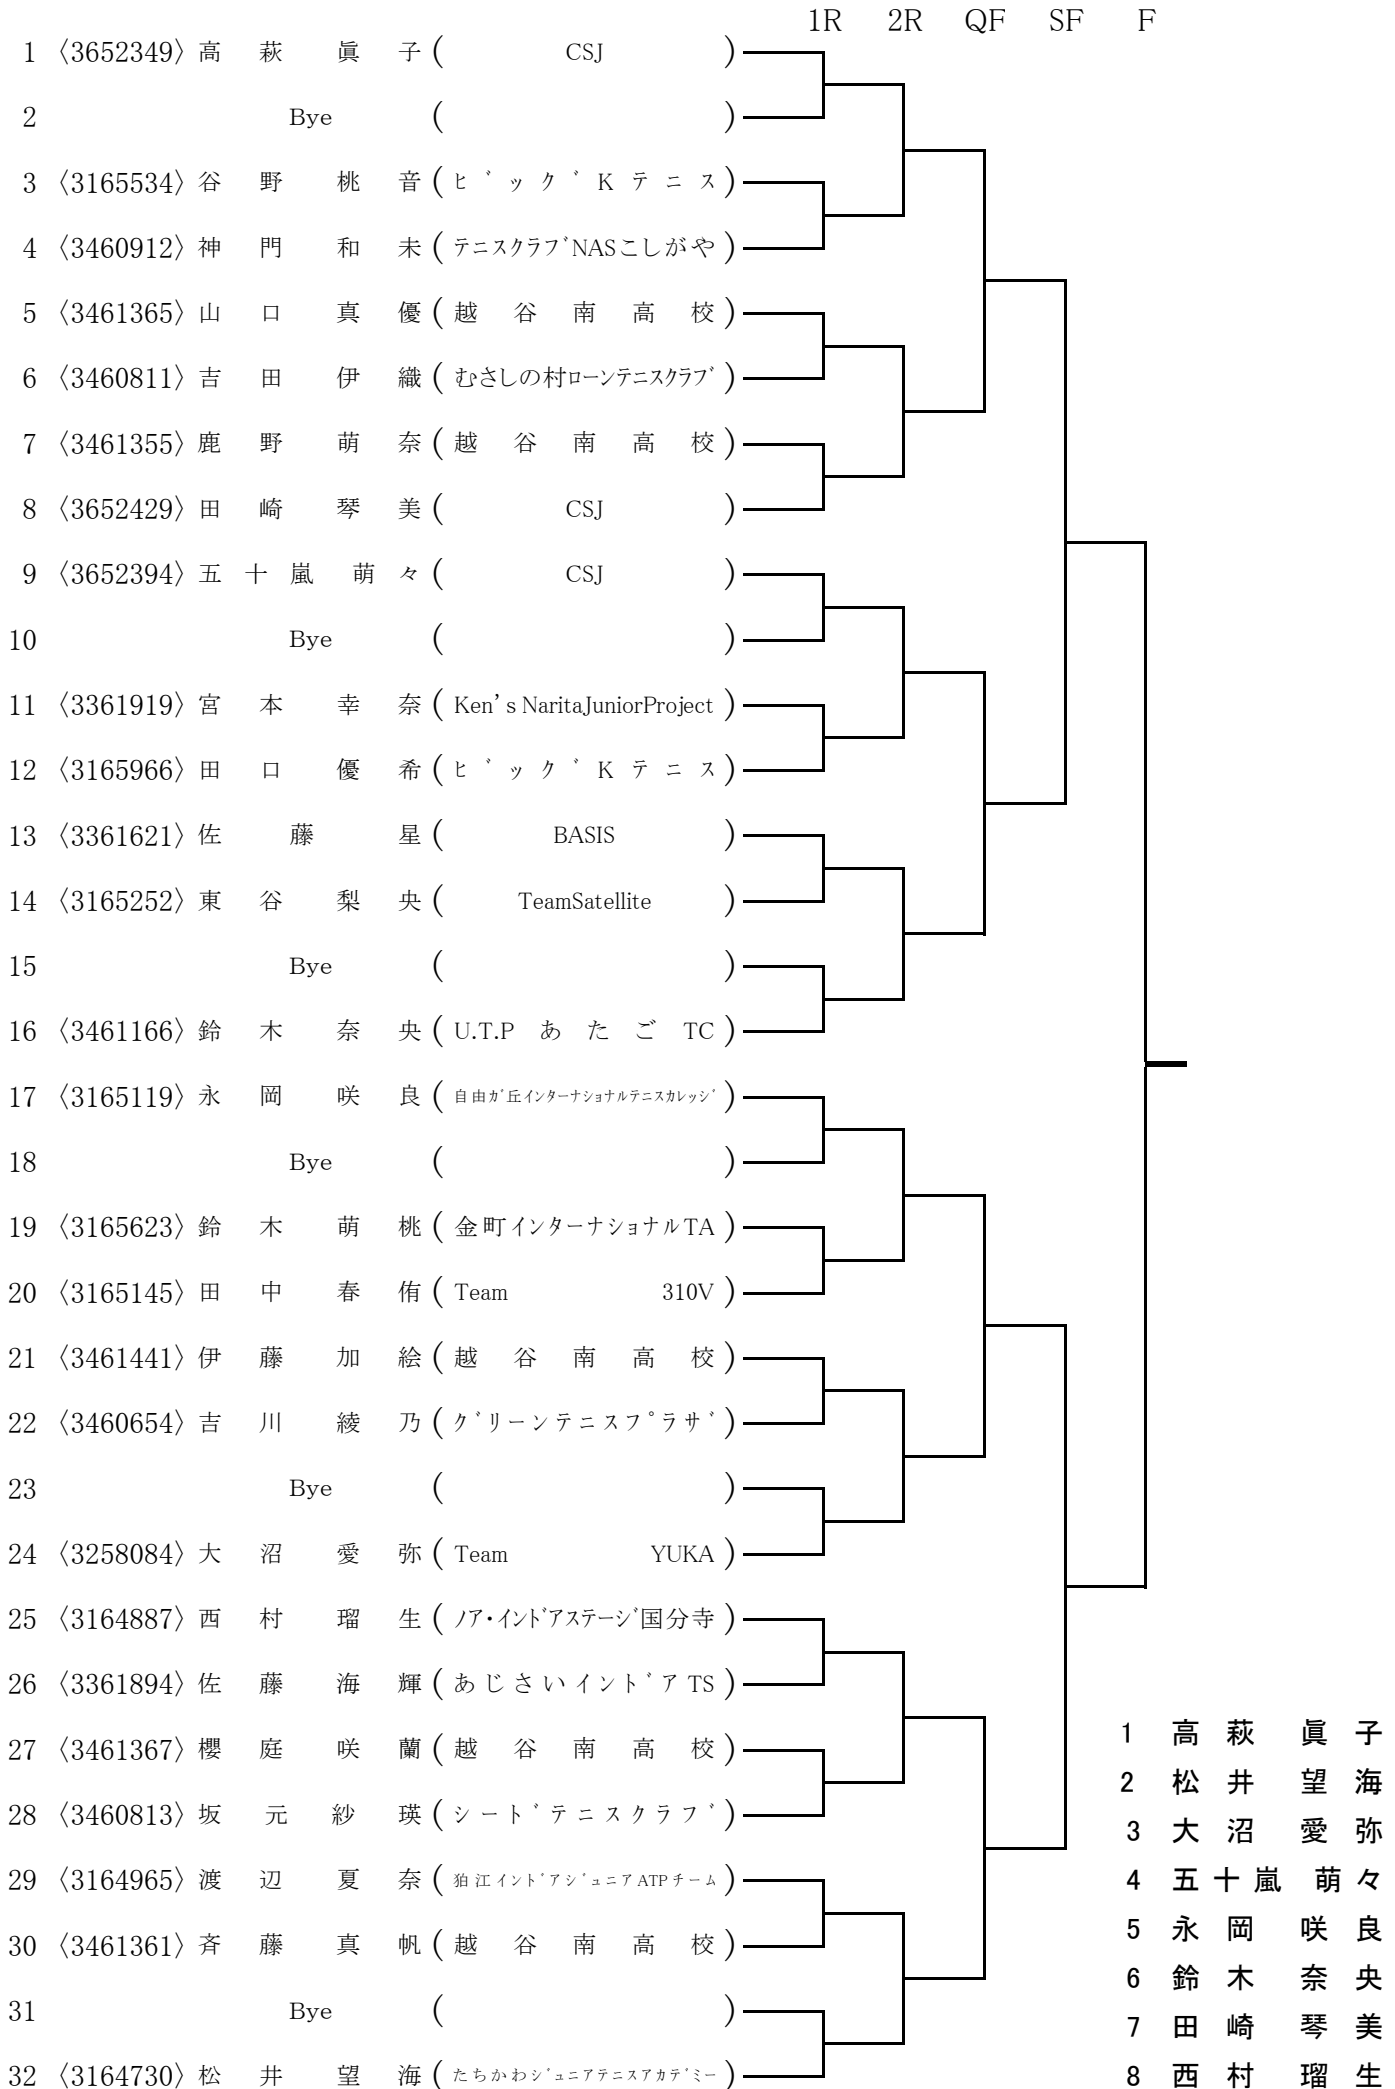 1R 2R QF SF F
1 〈3652349〉 高萩 眞子 ( CSJ )
2 Bye ( )
3 〈3165534〉 谷野 桃音 ( ビッグKテニス )
4 〈3460912〉 神門 和未 ( テニスクラブNASこしがや )
5 〈3461365〉 山口 真優 ( 越谷南高校 )
6 〈3460811〉 吉田 伊織 ( むさしの村ローンテニスクラブ )
7 〈3461355〉 鹿野 萌奈 ( 越谷南高校 )
8 〈3652429〉 田崎 琴美 ( CSJ )
9 〈3652394〉 五十嵐 萌々 ( CSJ )
10 Bye ( )
11 〈3361919〉 宮本 幸奈 ( Ken's NaritaJuniorProject )
12 〈3165966〉 田口 優希 ( ビッグKテニス )
13 〈3361621〉 佐藤 星 ( BASIS )
14 〈3165252〉 東谷 梨央 ( TeamSatellite )
15 Bye ( )
16 〈3461166〉 鈴木 奈央 ( U.T.PあたごTC )
17 〈3165119〉 永岡 咲良 ( 自由ガ丘インターナショナルテニスカレッジ )
18 Bye ( )
19 〈3165623〉 鈴木 萌桃 ( 金町インターナショナルTA )
20 〈3165145〉 田中 春侑 ( Team 310V )
21 〈3461441〉 伊藤 加絵 ( 越谷南高校 )
22 〈3460654〉 吉川 綾乃 ( グリーンテニスプラザ )
23 Bye ( )
24 〈3258084〉 大沼 愛弥 ( Team YUKA )
25 〈3164887〉 西村 瑠生 ( ノア・インドアステージ国分寺 )
26 〈3361894〉 佐藤 海輝 ( あじさいインドアTS )
27 〈3461367〉 櫻庭 咲蘭 ( 越谷南高校 )
28 〈3460813〉 坂元 紗瑛 ( シードテニスクラブ )
29 〈3164965〉 渡辺 夏奈 ( 狛江インドアジュニアATPチーム )
30 〈3461361〉 斉藤 真帆 ( 越谷南高校 )
31 Bye ( )
32 〈3164730〉 松井 望海 ( たちかわジュニアテニスアカデミー )
1 高萩 眞子
2 松井 望海
3 大沼 愛弥
4 五十嵐 萌々
5 永岡 咲良
6 鈴木 奈央
7 田崎 琴美
8 西村 瑠生